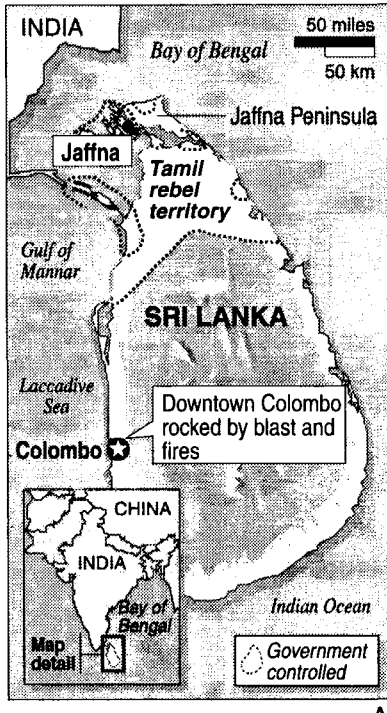 INDIA
50 miles
50 km
Bay of Bengal
Jaffna Peninsula
Jaffna
Tamil
rebel
territory
Gulf of
Mannar
SRI LANKA
Laccadive
Sea
Downtown Colombo
rocked by blast and
fires
Colombo
CHINA
INDIA
Bay of
Bengal
Map
detail
Indian Ocean
Government
controlled
A